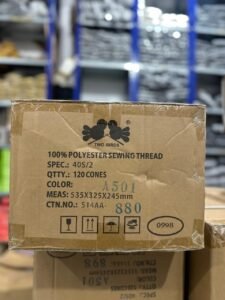 TWO BIRDS
100% POLYESTER SEWING THREAD
SPEC.: 40S/2
QTTY.: 120 CONES
COLOR: A501
MEAS: 535X325X245mm
CTN.NO.: 514AA- 880
0998